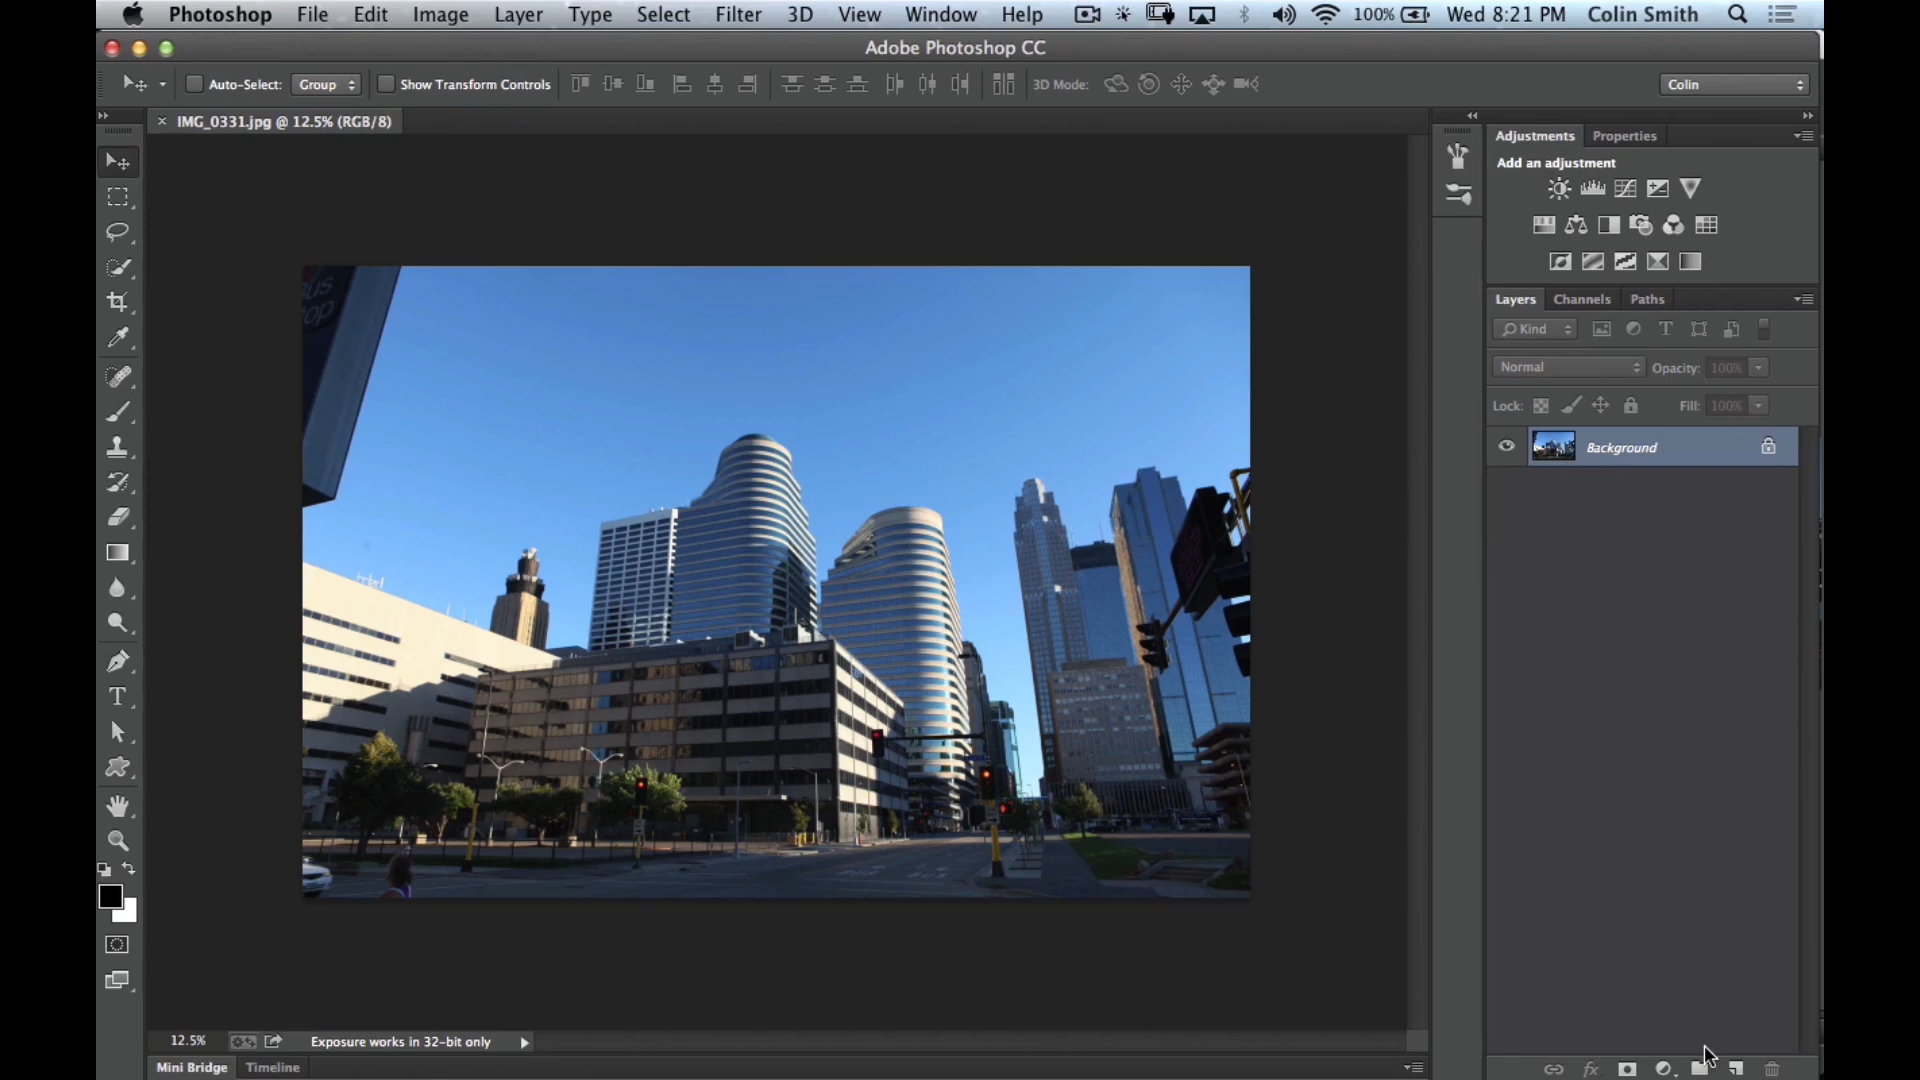 Photoshop File Edit Image Layer Type Select Filter 3D View Window Help 100% Wed 8:21 PM Colin Smith
Adobe Photoshop CC
Auto-Select: Group Show Transform Controls 3D Mode: Colin
IMG_0331.jpg @ 12.5% (RGB/8)
Adjustments Properties
Add an adjustment
Layers Channels Paths
Kind
Normal Opacity: 100%
Lock: Fill: 100%
Background
12.5% Exposure works in 32-bit only
Mini Bridge Timeline